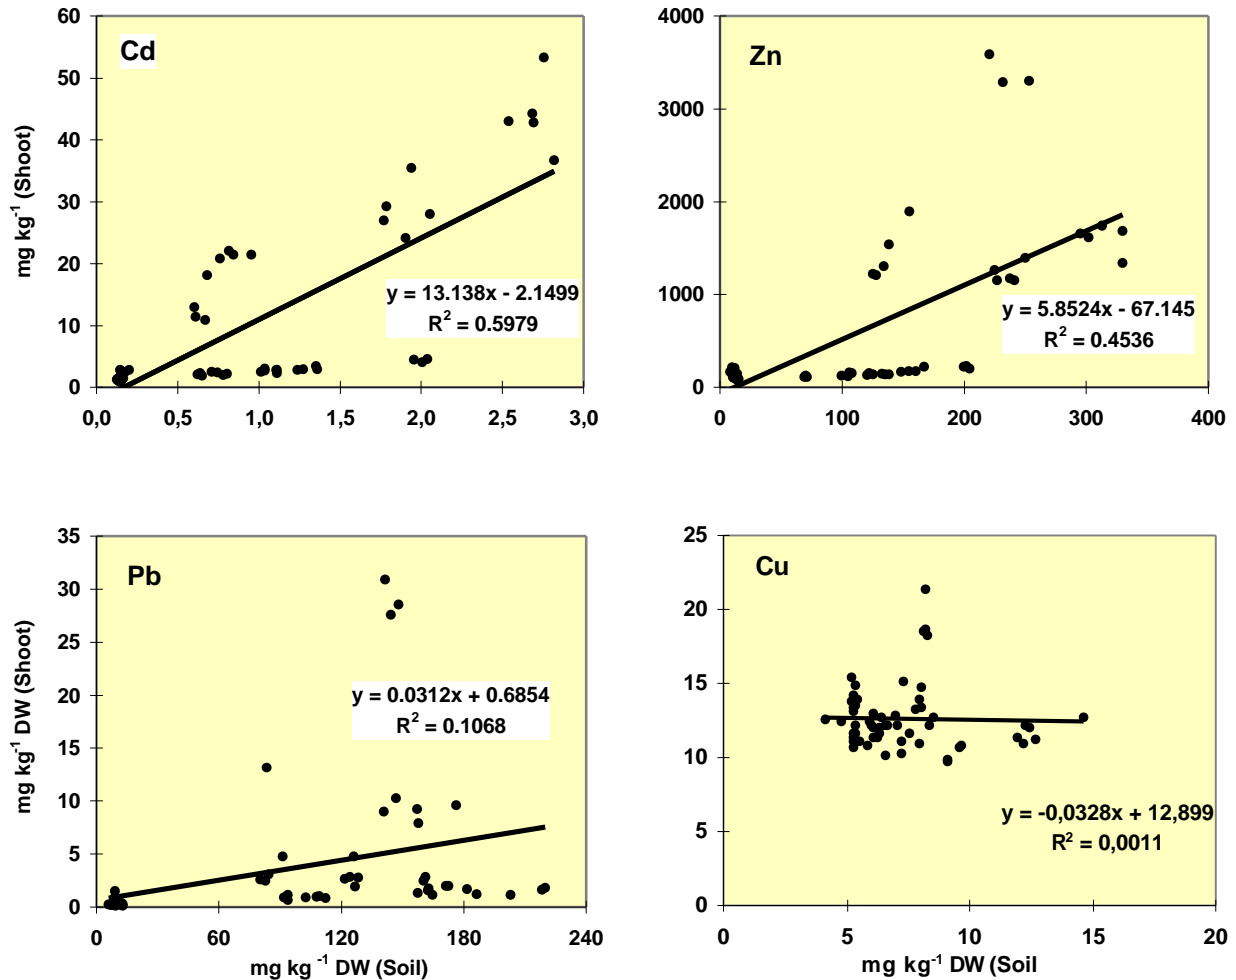 Cd
60
50
40
30
20
10
0
mg kg⁻¹ (Shoot)
y = 13.138x - 2.1499
R² = 0.5979
0,0 0,5 1,0 1,5 2,0 2,5 3,0
Zn
4000
3000
2000
1000
0
y = 5.8524x - 67.145
R² = 0.4536
0 100 200 300 400
Pb
35
30
25
20
15
10
5
0
mg kg⁻¹ DW (Shoot)
y = 0.0312x + 0.6854
R² = 0.1068
0 60 120 180 240
mg kg ⁻¹ DW (Soil)
Cu
25
20
15
10
5
0
y = -0,0328x + 12,899
R² = 0,0011
0 5 10 15 20
mg kg⁻¹ DW (Soil